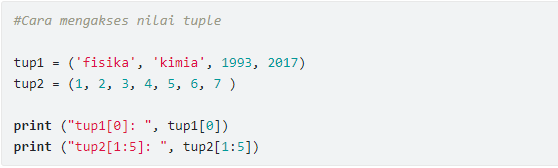 #Cara mengakses nilai tuple
tup1 = ('fisika', 'kimia', 1993, 2017)
tup2 = (1, 2, 3, 4, 5, 6, 7 )
print ("tup1[0]: ", tup1[0])
print ("tup2[1:5]: ", tup2[1:5])